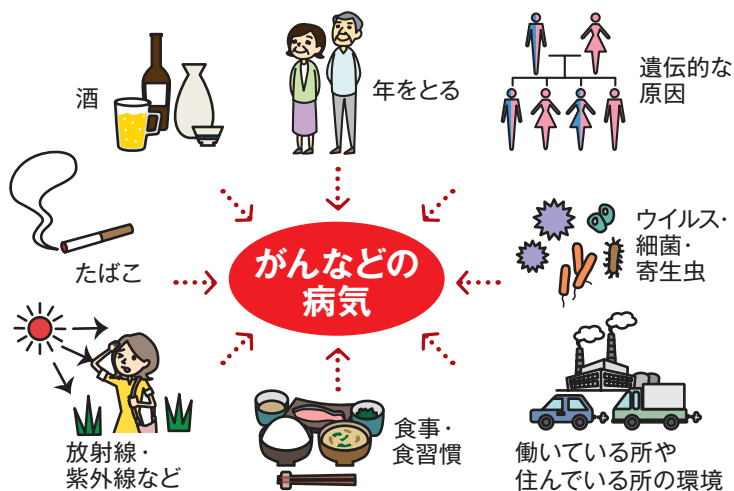 酒
年をとる
遺伝的な
原因
たばこ
がんなどの
病気
ウイルス・
細菌・
寄生虫
放射線・
紫外線など
食事・
食習慣
働いている所や
住んでいる所の環境